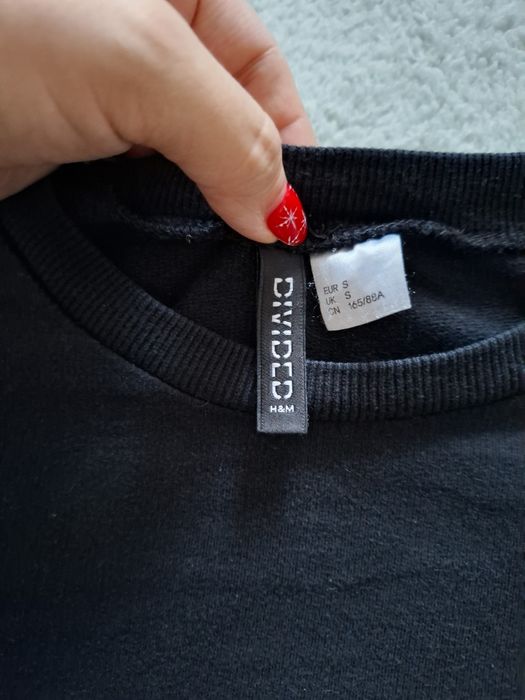 DIVIDED
H&M
EUR S
UK S
CN 165/88A